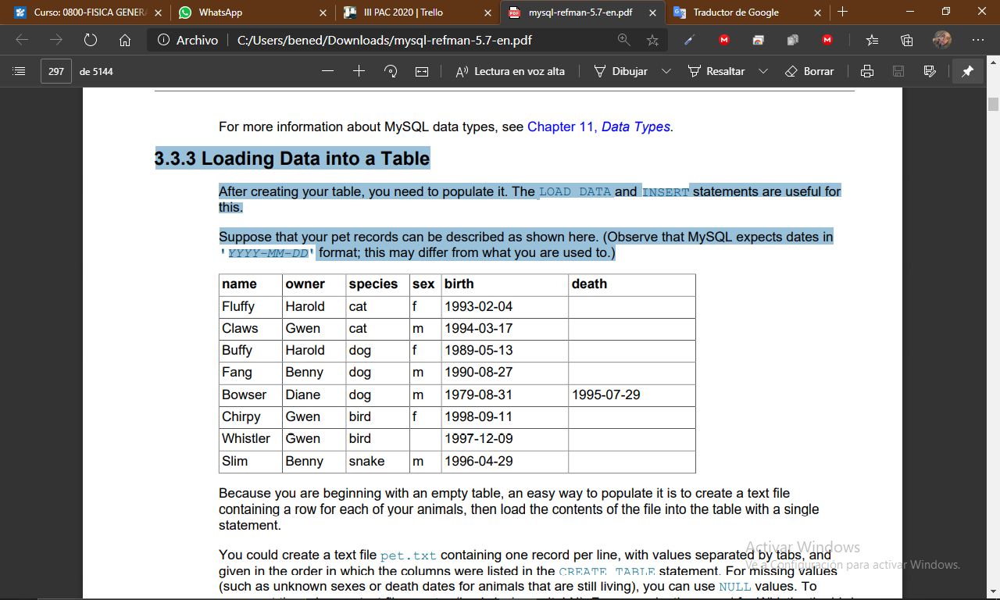 Curso: 0800-FISICA GENER
WhatsApp
III PAC 2020 | Trello
mysql-refman-5.7-en.pdf
Traductor de Google
Archivo
C:/Users/bened/Downloads/mysql-refman-5.7-en.pdf
297 de 5144
Lectura en voz alta
Dibujar
Resaltar
Borrar
For more information about MySQL data types, see Chapter 11, Data Types.
3.3.3 Loading Data into a Table
After creating your table, you need to populate it. The LOAD DATA and INSERT statements are useful for
this.
Suppose that your pet records can be described as shown here. (Observe that MySQL expects dates in
'YYYY-MM-DD' format; this may differ from what you are used to.)
name owner species sex birth death
Fluffy Harold cat f 1993-02-04
Claws Gwen cat m 1994-03-17
Buffy Harold dog f 1989-05-13
Fang Benny dog m 1990-08-27
Bowser Diane dog m 1979-08-31 1995-07-29
Chirpy Gwen bird f 1998-09-11
Whistler Gwen bird 1997-12-09
Slim Benny snake m 1996-04-29
Because you are beginning with an empty table, an easy way to populate it is to create a text file
containing a row for each of your animals, then load the contents of the file into the table with a single
statement.
You could create a text file pet.txt containing one record per line, with values separated by tabs, and
given in the order in which the columns were listed in the CREATE TABLE statement. For missing values
(such as unknown sexes or death dates for animals that are still living), you can use NULL values. To
Activar Windows
Ve a Configuración para activar Windows.